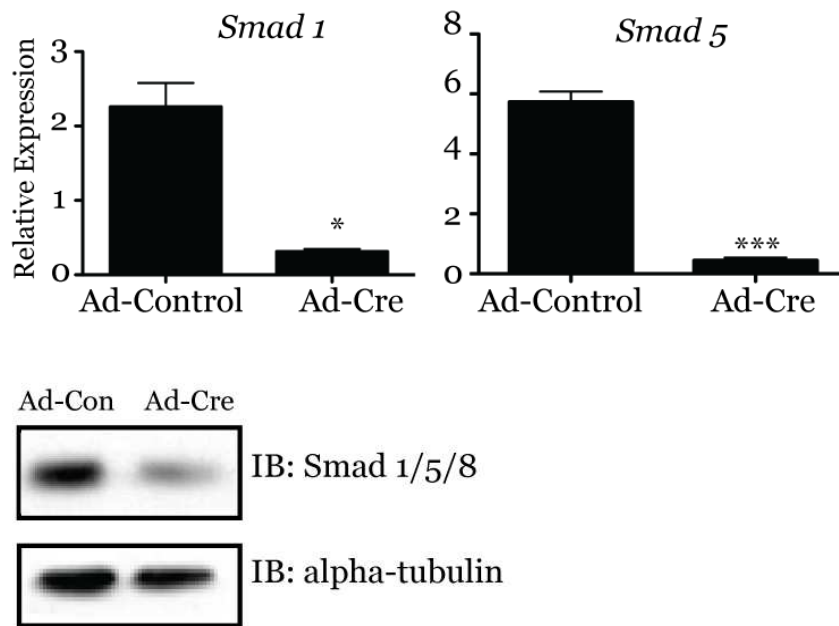 Smad 1
Relative Expression
3
2
1
0
*
Ad-Control Ad-Cre
Smad 5
8
6
4
2
0
***
Ad-Control Ad-Cre
Ad-Con Ad-Cre
IB: Smad 1/5/8
IB: alpha-tubulin